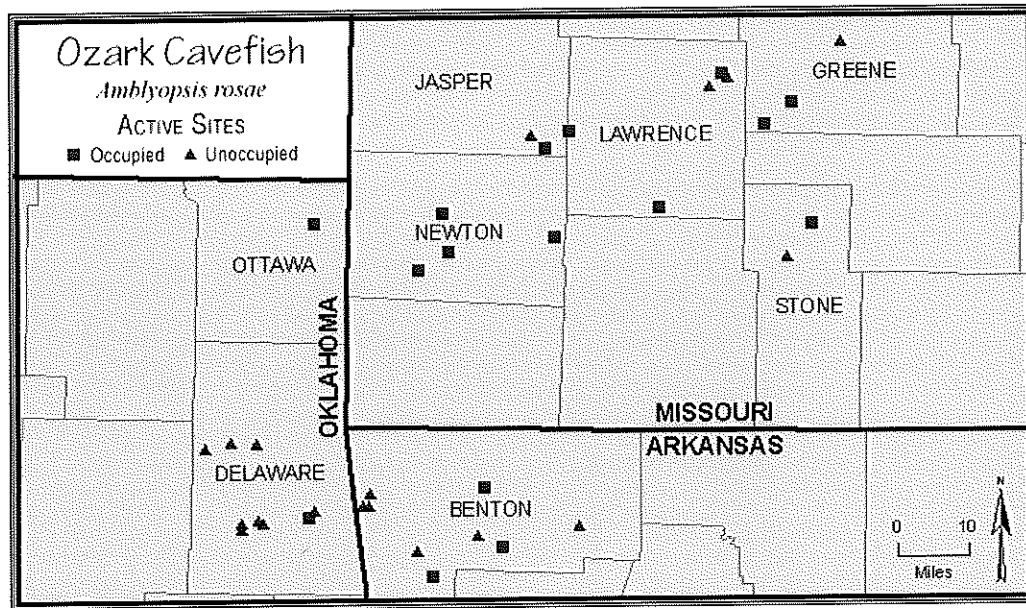 Ozark Cavefish
Amblyopsis rosae
ACTIVE SITES
Occupied Unoccupied
JASPER
LAWRENCE
GREENE
NEWTON
OTTAWA
STONE
OKLAHOMA
MISSOURI
ARKANSAS
DELAWARE
BENTON
N
0 10
Miles